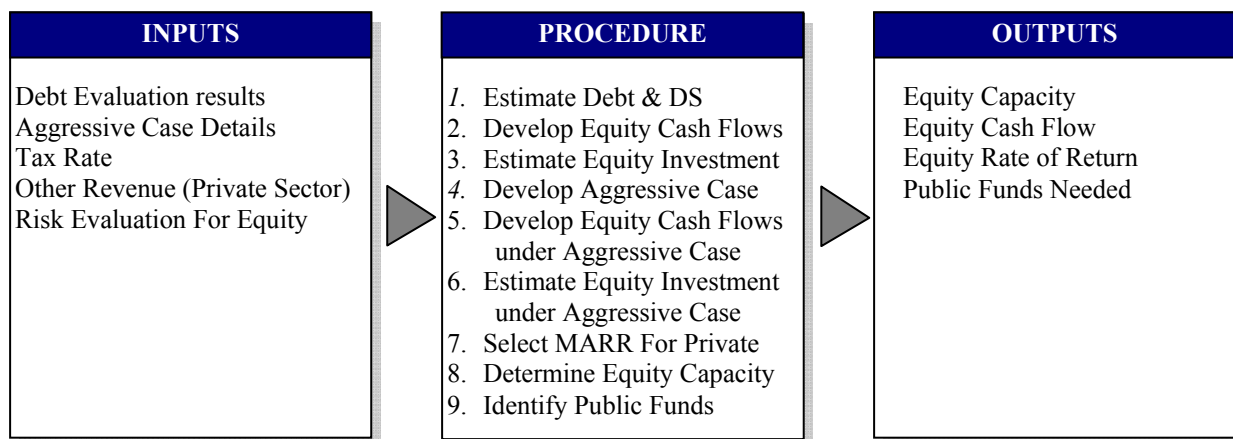 INPUTS
Debt Evaluation results
Aggressive Case Details
Tax Rate
Other Revenue (Private Sector)
Risk Evaluation For Equity
PROCEDURE
1. Estimate Debt & DS
2. Develop Equity Cash Flows
3. Estimate Equity Investment
4. Develop Aggressive Case
5. Develop Equity Cash Flows
under Aggressive Case
6. Estimate Equity Investment
under Aggressive Case
7. Select MARR For Private
8. Determine Equity Capacity
9. Identify Public Funds
OUTPUTS
Equity Capacity
Equity Cash Flow
Equity Rate of Return
Public Funds Needed